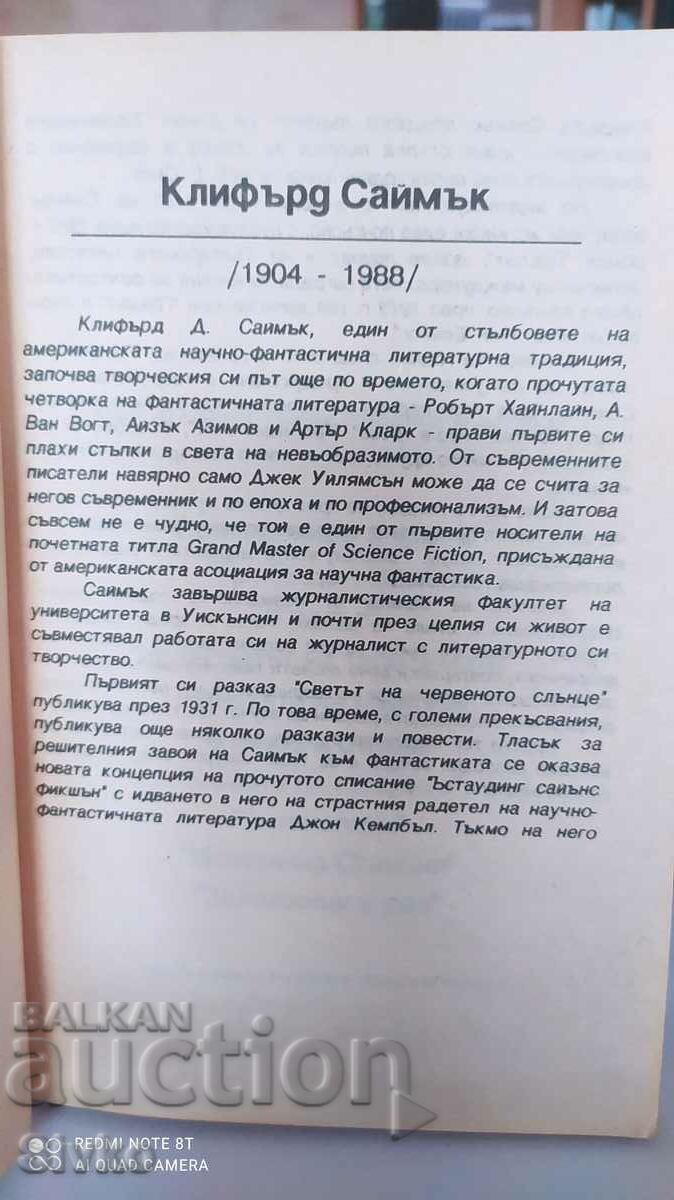 Клифърд Саймък
/1904 - 1988/
Клифърд Д. Саймък, един от стълбовете на
американската научно-фантастична литературна традиция,
започва творческия си път още по времето, когато прочутата
четворка на фантастичната литература - Робърт Хайнлайн, А.
Ван Вогт, Айзък Азимов и Артър Кларк - прави първите си
плахи стъпки в света на невъобразимото. От съвременните
писатели навярно само Джек Уилямсън може да се счита за
негов съвременник и по епоха и по професионализъм. И затова
съвсем не е чудно, че той е един от първите носители на
почетната титла Grand Master of Science Fiction, присъждана
от американската асоциация за научна фантастика.
Саймък завършва журналистическия факултет на
университета в Уискънсин и почти през целия си живот е
съвместявал работата си на журналист с литературното си
творчество.
Първият си разказ "Светът на червеното слънце"
публикува през 1931 г. По това време, с големи прекъсвания,
публикува още няколко разкази и повести. Тласък за
решителния завой на Саймък към фантастиката се оказва
новата концепция на прочутото списание "Ъстаудинг сайънс
фикшън" с идването в него на страстния радетел на научно-
фантастичната литература Джон Кемпбъл. Тъкмо на него
BALKAN
auction
REDMI NOTE 8T
AI QUAD CAMERA